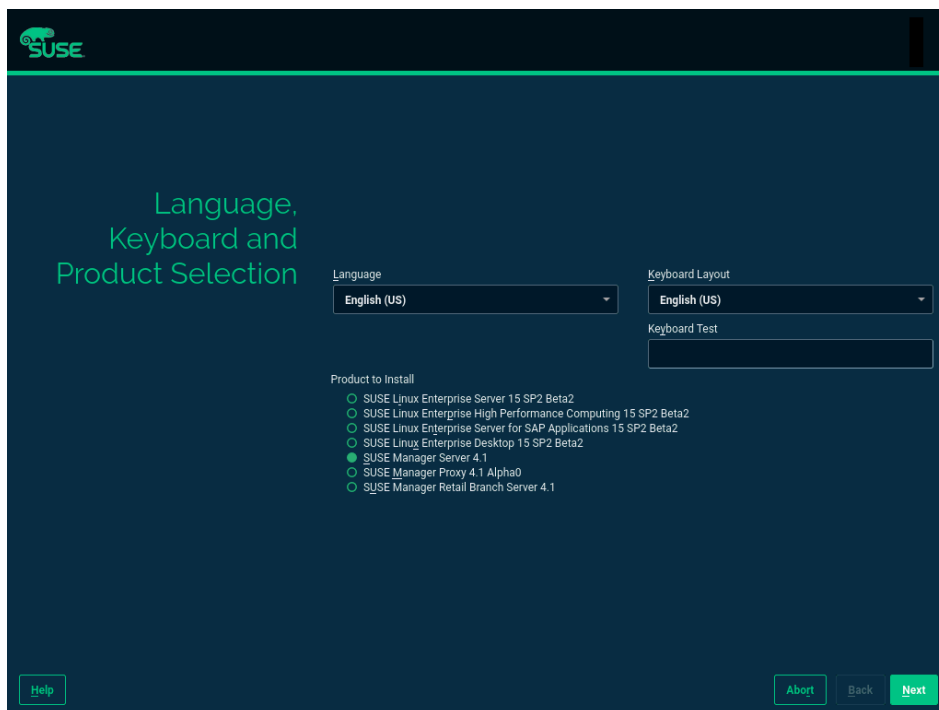 SUSE
Language,
Keyboard and
Product Selection
Language
Keyboard Layout
English (US)
English (US)
Keyboard Test
Product to Install
SUSE Linux Enterprise Server 15 SP2 Beta2
SUSE Linux Enterprise High Performance Computing 15 SP2 Beta2
SUSE Linux Enterprise Server for SAP Applications 15 SP2 Beta2
SUSE Linux Enterprise Desktop 15 SP2 Beta2
SUSE Manager Server 4.1
SUSE Manager Proxy 4.1 Alpha0
SUSE Manager Retail Branch Server 4.1
Help
Abort
Back
Next